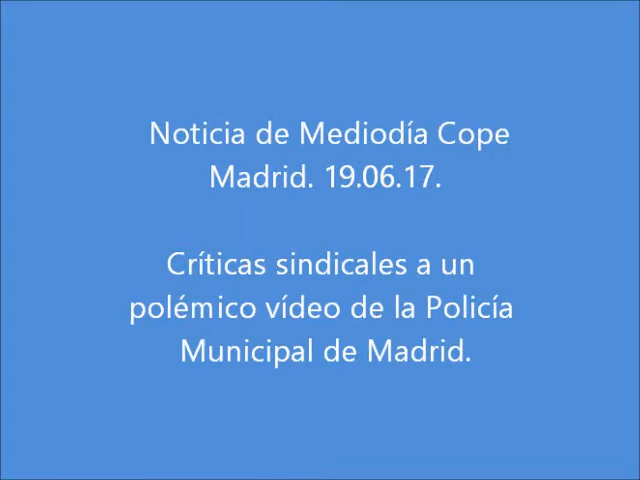 Noticia de Mediodía Cope
Madrid. 19.06.17.
Críticas sindicales a un
polémico vídeo de la Policía
Municipal de Madrid.